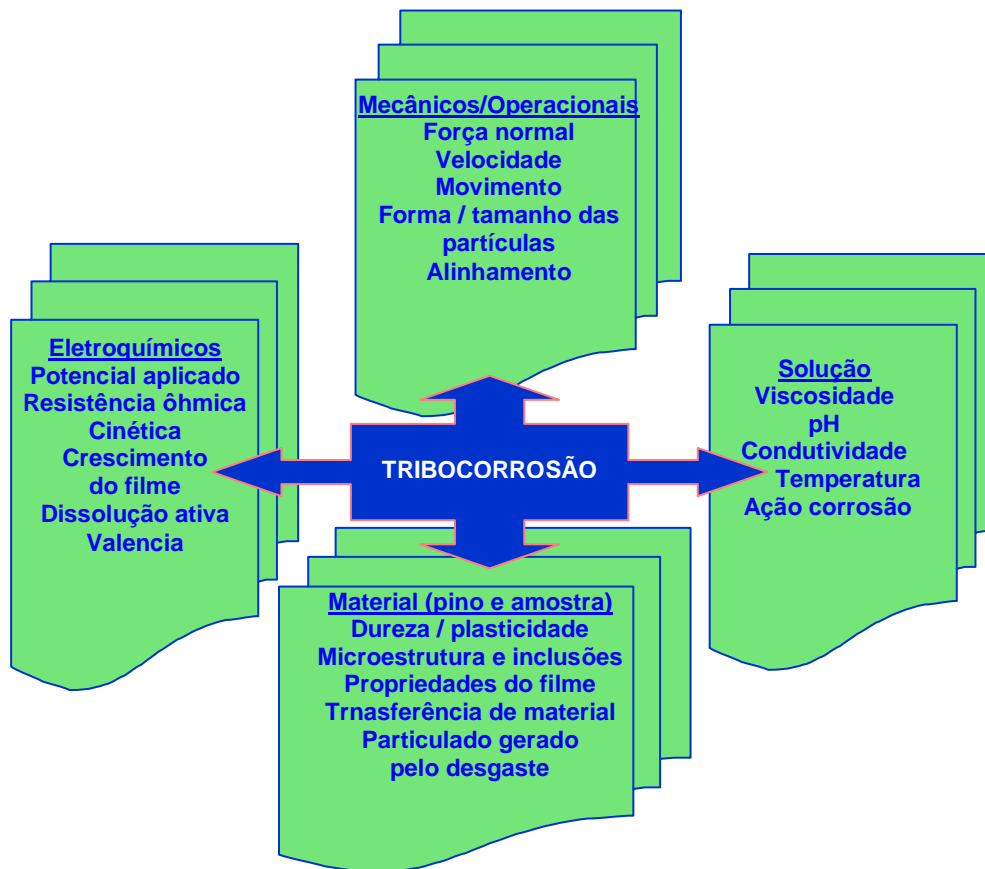 Mecânicos/Operacionais
Força normal
Velocidade
Movimento
Forma / tamanho das
partículas
Alinhamento
Eletroquímicos
Potencial aplicado
Resistência ôhmica
Cinética
Crescimento
do filme
Dissolução ativa
Valencia
TRIBOCORROSÃO
Solução
Viscosidade
pH
Condutividade
Temperatura
Ação corrosão
Material (pino e amostra)
Dureza / plasticidade
Microestrutura e inclusões
Propriedades do filme
Trnasferência de material
Particulado gerado
pelo desgaste